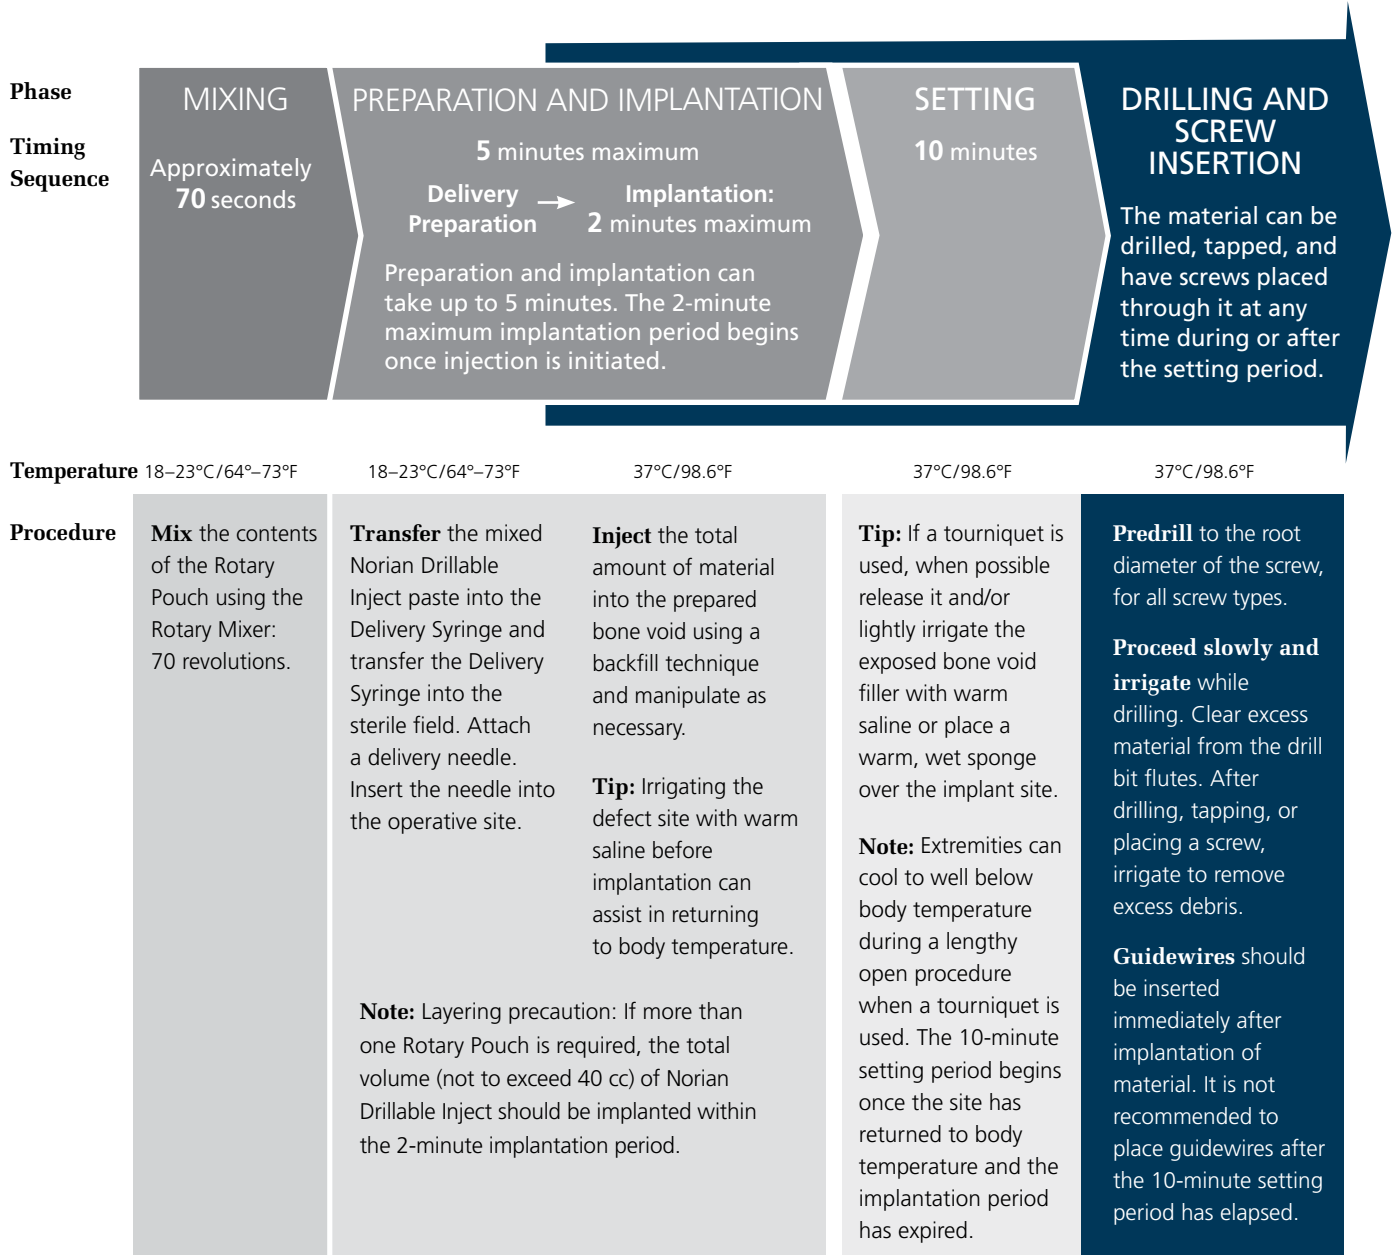 Phase
MIXING
PREPARATION AND IMPLANTATION
SETTING
DRILLING AND
SCREW
INSERTION
Timing
Sequence
Approximately
70 seconds
5 minutes maximum
Delivery
Preparation
Implantation:
2 minutes maximum
Preparation and implantation can
take up to 5 minutes. The 2-minute
maximum implantation period begins
once injection is initiated.
10 minutes
The material can be
drilled, tapped, and
have screws placed
through it at any
time during or after
the setting period.
Temperature
18–23°C/64°–73°F
18–23°C/64°–73°F
37°C/98.6°F
37°C/98.6°F
37°C/98.6°F
Procedure
Mix the contents
of the Rotary
Pouch using the
Rotary Mixer:
70 revolutions.
Transfer the mixed
Norian Drillable
Inject paste into the
Delivery Syringe and
transfer the Delivery
Syringe into the
sterile field. Attach
a delivery needle.
Insert the needle into
the operative site.
Inject the total
amount of material
into the prepared
bone void using a
backfill technique
and manipulate as
necessary.
Tip: Irrigating the
defect site with warm
saline before
implantation can
assist in returning
to body temperature.
Note: Layering precaution: If more than
one Rotary Pouch is required, the total
volume (not to exceed 40 cc) of Norian
Drillable Inject should be implanted within
the 2-minute implantation period.
Tip: If a tourniquet is
used, when possible
release it and/or
lightly irrigate the
exposed bone void
filler with warm
saline or place a
warm, wet sponge
over the implant site.
Note: Extremities can
cool to well below
body temperature
during a lengthy
open procedure
when a tourniquet is
used. The 10-minute
setting period begins
once the site has
returned to body
temperature and the
implantation period
has expired.
Predrill to the root
diameter of the screw,
for all screw types.
Proceed slowly and
irrigate while
drilling. Clear excess
material from the drill
bit flutes. After
drilling, tapping, or
placing a screw,
irrigate to remove
excess debris.
Guidewires should
be inserted
immediately after
implantation of
material. It is not
recommended to
place guidewires after
the 10-minute setting
period has elapsed.